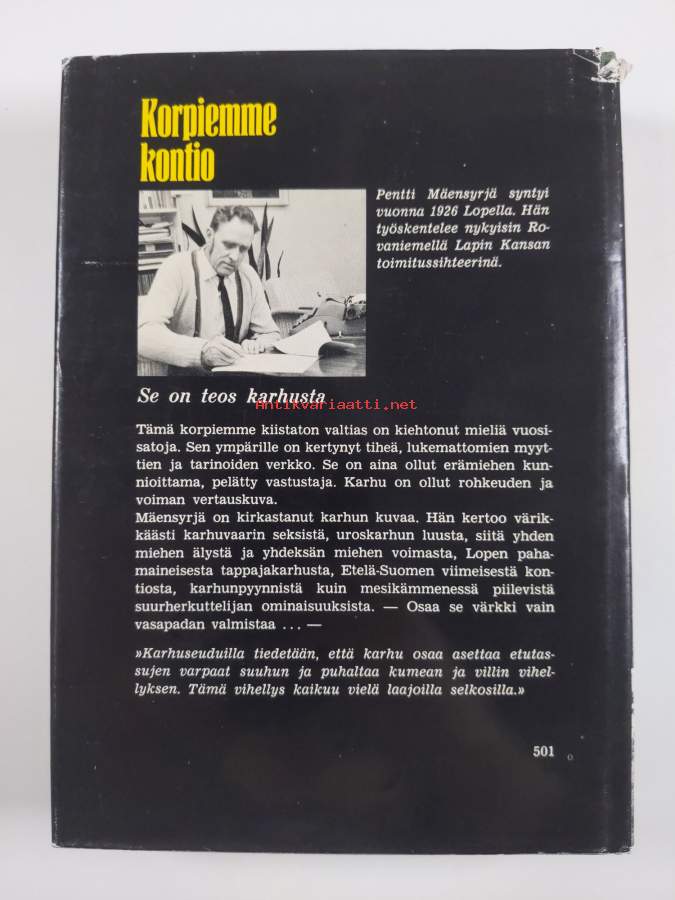 Korpiemme
kontio
Pentti Mäensyrjä syntyi
vuonna 1926 Lopella. Hän
työskentelee nykyisin Ro-
vaniemellä Lapin Kansan
toimitussihteerinä.
Se on teos karhusta
Antikvariaatti.net
Tämä korpiemme kiistaton valtias on kiehtonut mieliä vuosi-
satoja. Sen ympärille on kertynyt tiheä, lukemattomien myyt-
tien ja tarinoiden verkko. Se on aina ollut erämiehen kun-
nioittama, pelätty vastustaja. Karhu on ollut rohkeuden ja
voiman vertauskuva.
Mäensyrjä on kirkastanut karhun kuvaa. Hän kertoo värik-
käästi karhuvaarin seksistä, uroskarhun luusta, siitä yhden
miehen älystä ja yhdeksän miehen voimasta, Lopen paha-
maineisesta tappajakarhusta, Etelä-Suomen viimeisestä kon-
tiosta, karhunpyynnistä kuin mesikämmenessä piilevistä
suurherkuttelijan ominaisuuksista. — Osaa se värkki vain
vasapadan valmistaa ... —
»Karhuseuduilla tiedetään, että karhu osaa asettaa etutas-
sujen varpaat suuhun ja puhaltaa kumean ja villin vihel-
lyksen. Tämä vihellys kaikuu vielä laajoilla selkosilla.»
501